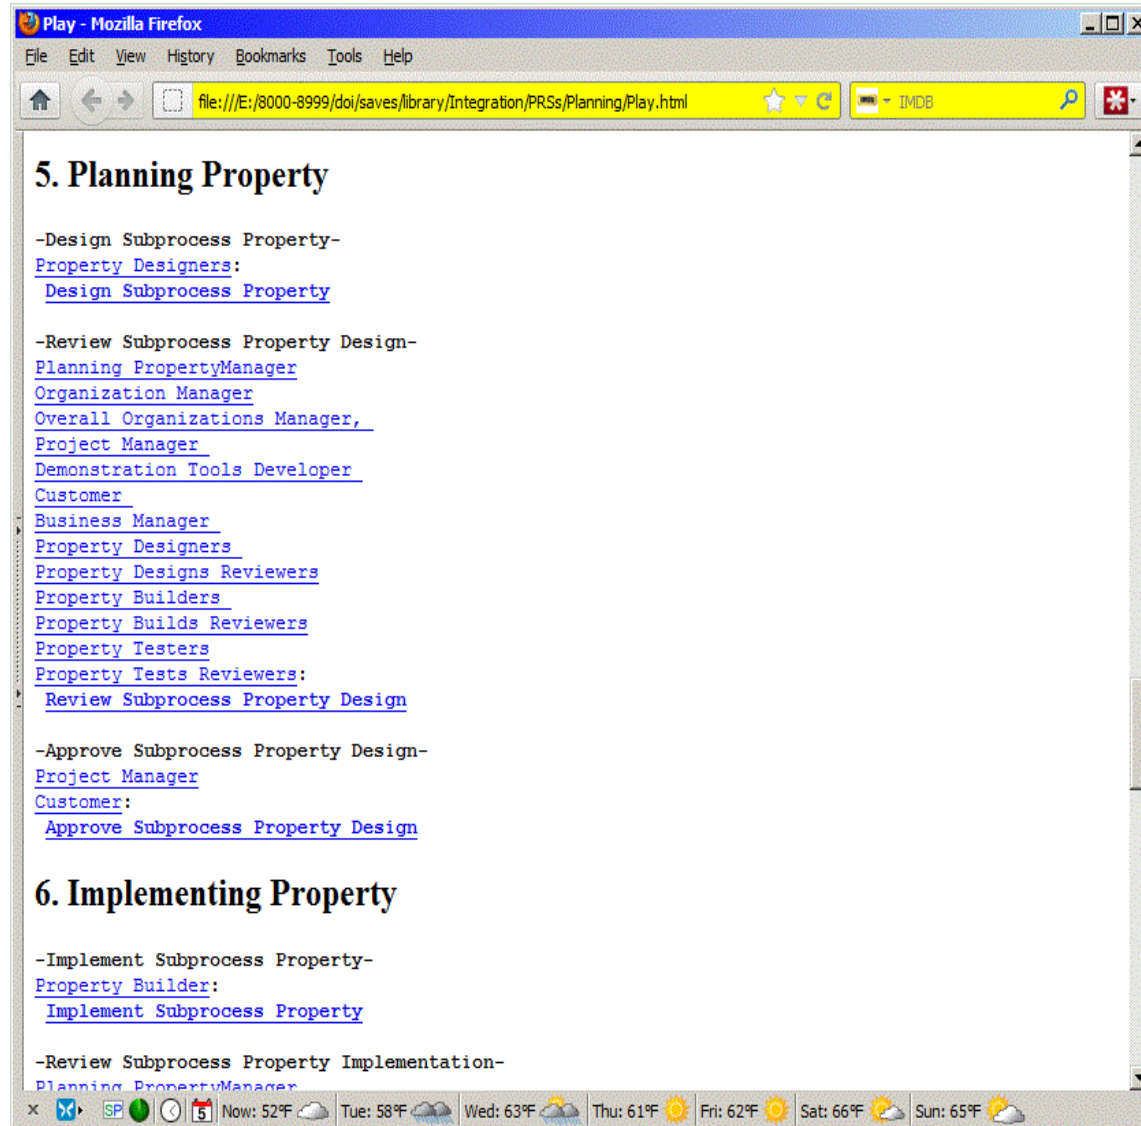 Play - Mozilla Firefox
File Edit View History Bookmarks Tools Help
file:///E:/8000-8999/doi/saves/library/Integration/PRSs/Planning/Play.html IMDB
5. Planning Property
-Design Subprocess Property-
Property Designers:
Design Subprocess Property
-Review Subprocess Property Design-
Planning PropertyManager
Organization Manager
Overall Organizations Manager,
Project Manager
Demonstration Tools Developer
Customer
Business Manager
Property Designers
Property Designs Reviewers
Property Builders
Property Builds Reviewers
Property Testers
Property Tests Reviewers:
Review Subprocess Property Design
-Approve Subprocess Property Design-
Project Manager
Customer:
Approve Subprocess Property Design
6. Implementing Property
-Implement Subprocess Property-
Property Builder:
Implement Subprocess Property
-Review Subprocess Property Implementation-
Planning PropertyManager
SP 5 Now: 52°F Tue: 58°F Wed: 63°F Thu: 61°F Fri: 62°F Sat: 66°F Sun: 65°F